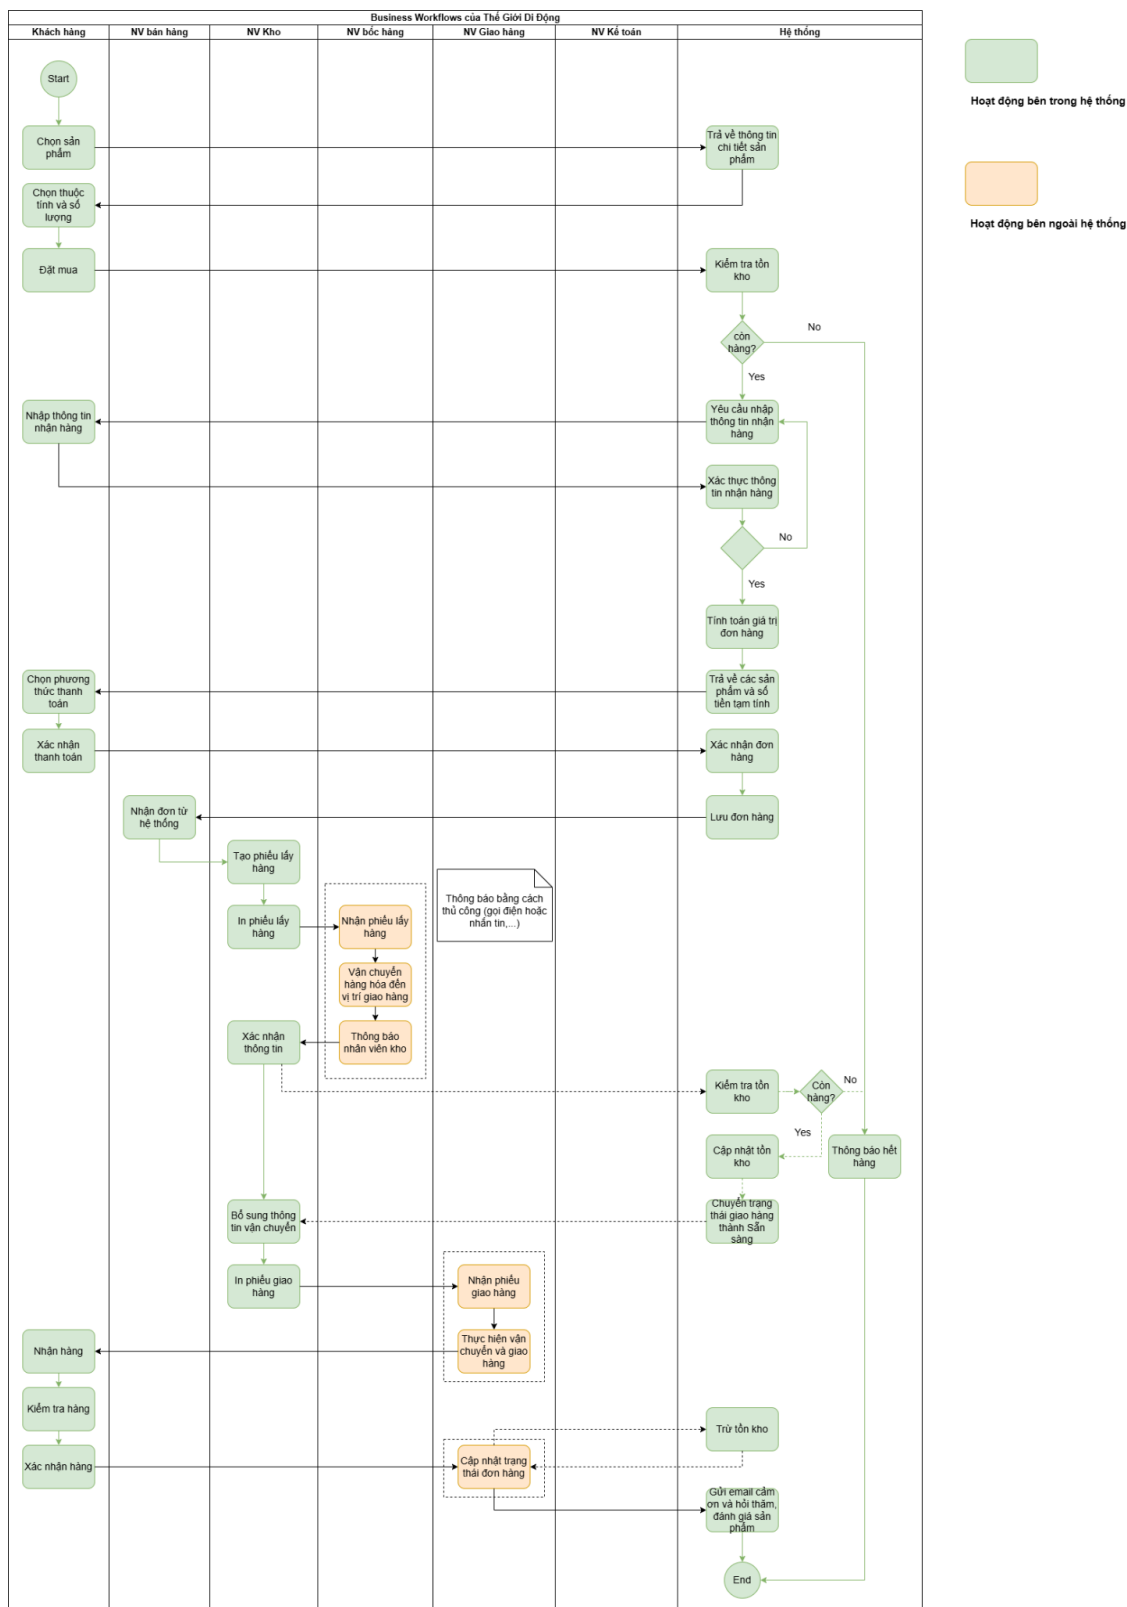 Business Workflows của Thế Giới Di Động
Khách hàng
NV bán hàng
NV Kho
NV bốc hàng
NV Giao hàng
NV Kế toán
Hệ thống
Hoạt động bên trong hệ thống
Hoạt động bên ngoài hệ thống
Start
Chọn sản
phẩm
Trả về thông tin
chi tiết sản
phẩm
Chọn thuộc
tính và số
lượng
Đặt mua
Kiểm tra tồn
kho
còn
hàng?
No
Yes
Nhập thông tin
nhận hàng
Yêu cầu nhập
thông tin nhận
hàng
Xác thực thông
tin nhận hàng
No
Yes
Tính toán giá trị
đơn hàng
Chọn phương
thức thanh
toán
Trả về các sản
phẩm và số
tiền tạm tính
Xác nhận
thanh toán
Xác nhận đơn
hàng
Nhận đơn từ
hệ thống
Lưu đơn hàng
Tạo phiếu lấy
hàng
Thông báo bằng cách
thủ công (gọi điện hoặc
nhắn tin,...)
In phiếu lấy
hàng
Nhận phiếu lấy
hàng
Vận chuyển
hàng hóa đến
vị trí giao hàng
Xác nhận
thông tin
Thông báo
nhân viên kho
Kiểm tra tồn
kho
Còn
hàng?
No
Yes
Cập nhật tồn
kho
Thông báo hết
hàng
Bổ sung thông
tin vận chuyển
Chuyển trạng
thái giao hàng
thành Sẵn
sàng
In phiếu giao
hàng
Nhận phiếu
giao hàng
Nhận hàng
Thực hiện vận
chuyển và giao
hàng
Kiểm tra hàng
Trừ tồn kho
Xác nhận hàng
Cập nhật trạng
thái đơn hàng
Gửi email cảm
ơn và hỏi thăm,
đánh giá sản
phẩm
End